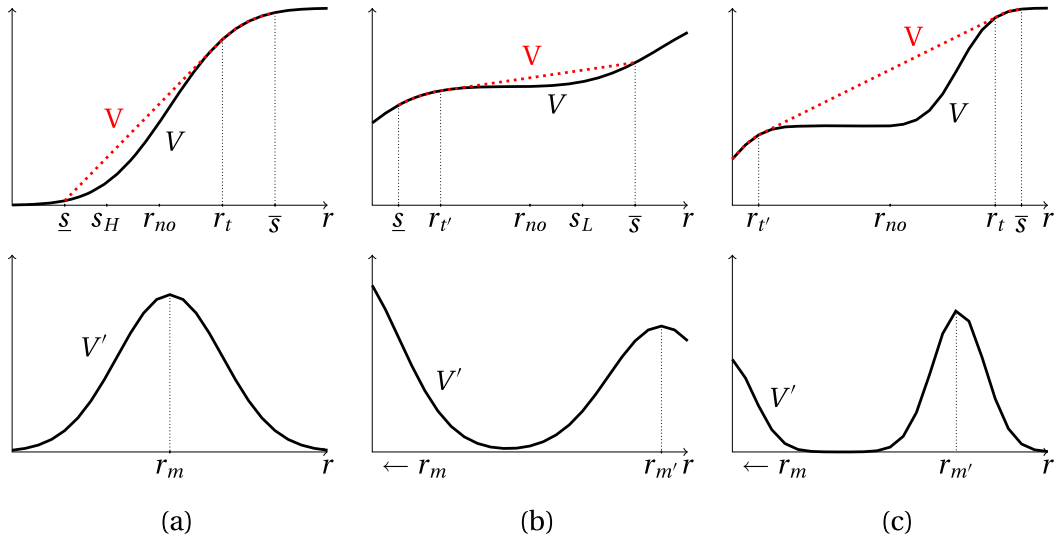 V V
V V
V V
s s_H r_no r_t s̅ r
s r_t′ r_no s_L s̅ r
r_t′ r_no r_t s̅ r
V′ V′ V′
r_m r
← r_m r_m′ r
← r_m r_m′ r
(a) (b) (c)